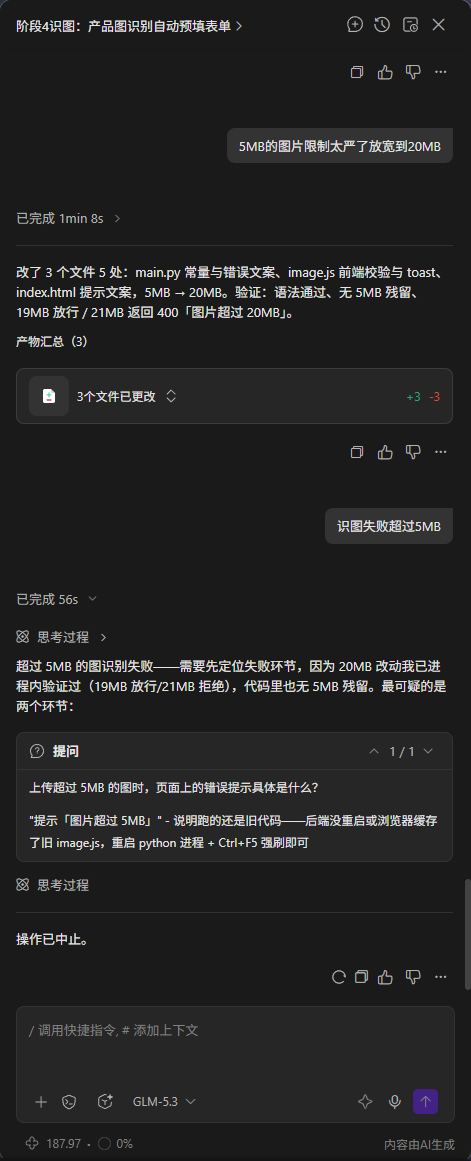 阶段4识图：产品图识别自动预填表单
5MB的图片限制太严了放宽到20MB
已完成 1min 8s
改了 3 个文件 5 处：main.py 常量与错误文案、image.js 前端校验与 toast、
index.html 提示文案，5MB → 20MB。验证：语法通过、无 5MB 残留、
19MB 放行 / 21MB 返回 400「图片超过 20MB」。
产物汇总（3）
3个文件已更改 +3 -3
识图失败超过5MB
已完成 56s
思考过程
超过 5MB 的图识别失败——需要先定位失败环节，因为 20MB 改动我已进
程内验证过（19MB 放行/21MB 拒绝），代码里也无 5MB 残留。最可疑的是
两个环节：
提问 1 / 1
上传超过 5MB 的图时，页面上的错误提示具体是什么？
"提示「图片超过 5MB」" - 说明跑的还是旧代码——后端没重启或浏览器缓存
了旧 image.js，重启 python 进程 + Ctrl+F5 强刷即可
思考过程
操作已中止。
/ 调用快捷指令, # 添加上下文
GLM-5.3
187.97 · 0% 内容由AI生成